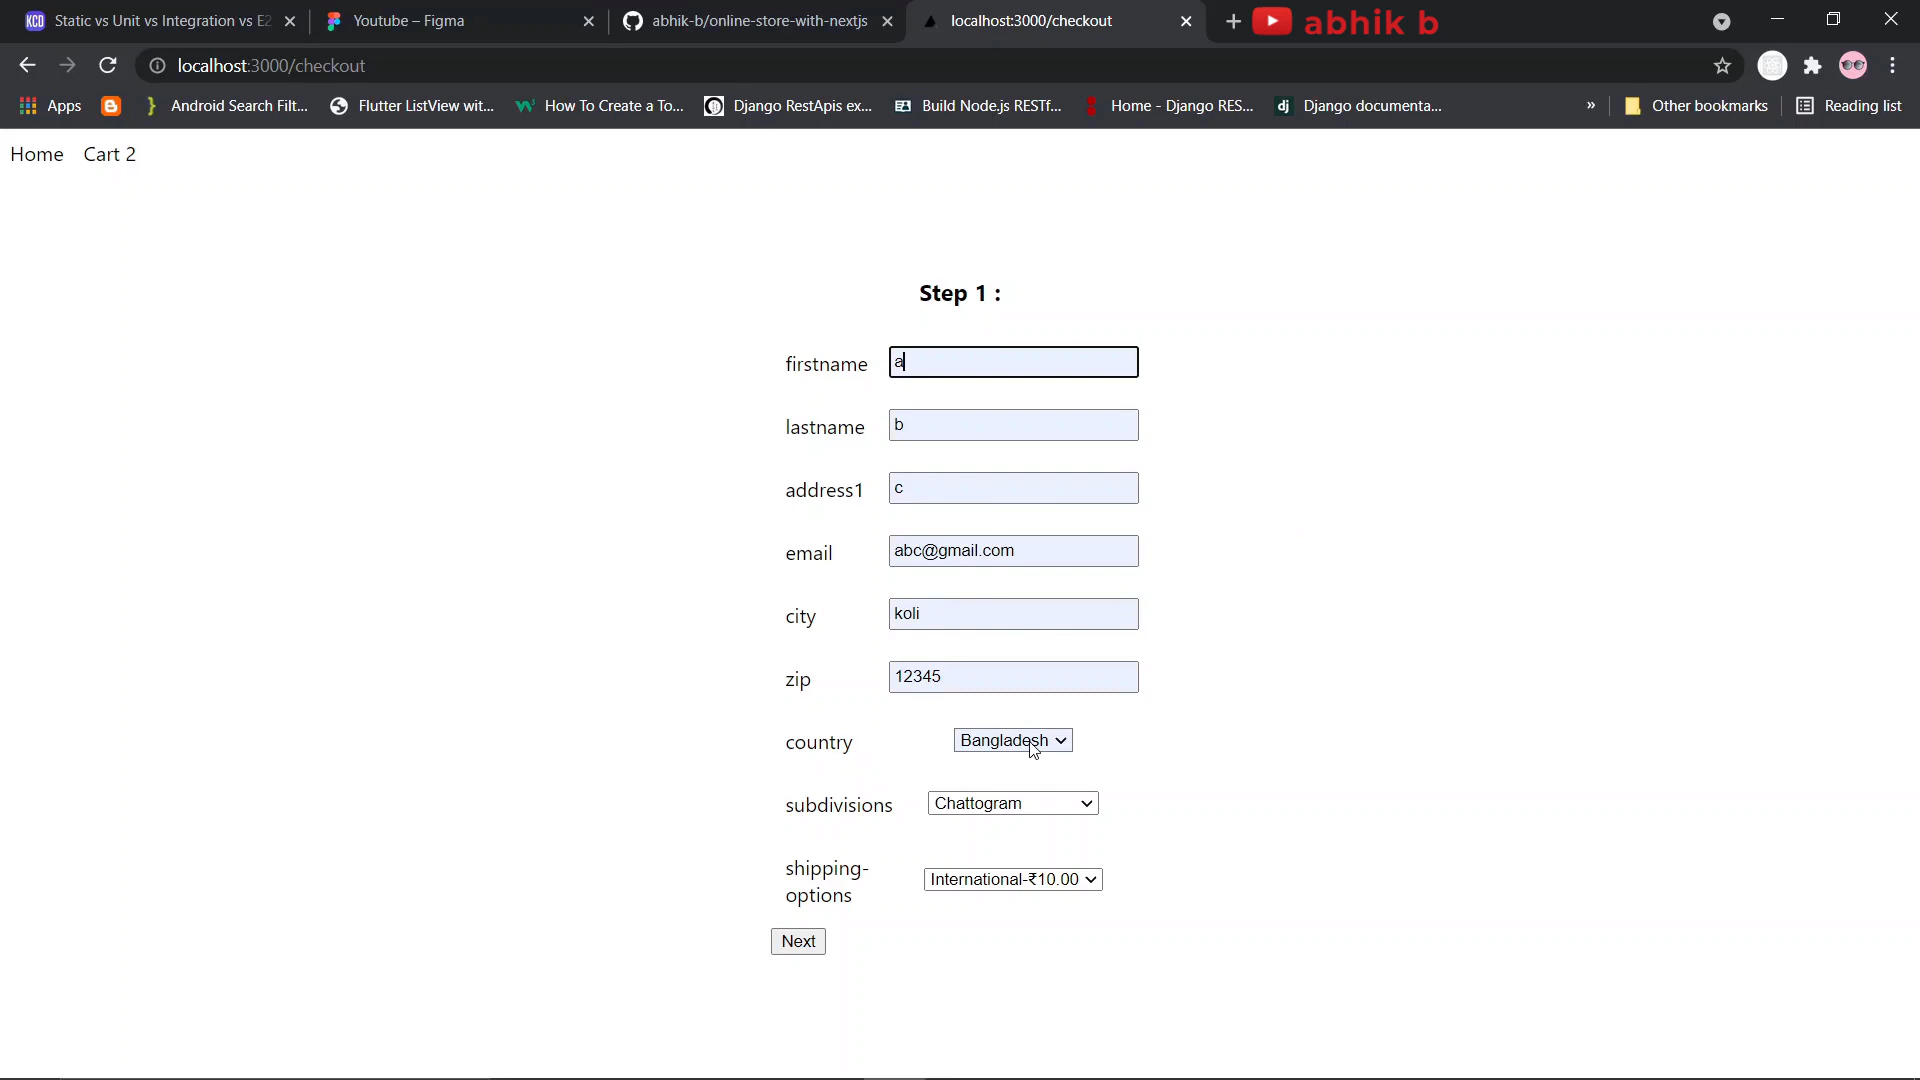 Static vs Unit vs Integration vs E2
Youtube – Figma
abhik-b/online-store-with-nextjs
localhost:3000/checkout
abhik b
localhost:3000/checkout
Apps
Android Search Filt...
Flutter ListView wit...
How To Create a To...
Django RestApis ex...
Build Node.js RESTf...
Home - Django RES...
dj Django documenta...
»
Other bookmarks
Reading list
Home Cart 2
Step 1 :
firstname a
lastname b
address1 c
email abc@gmail.com
city koli
zip 12345
country Bangladesh
subdivisions Chattogram
shipping-
options
International-₹10.00
Next